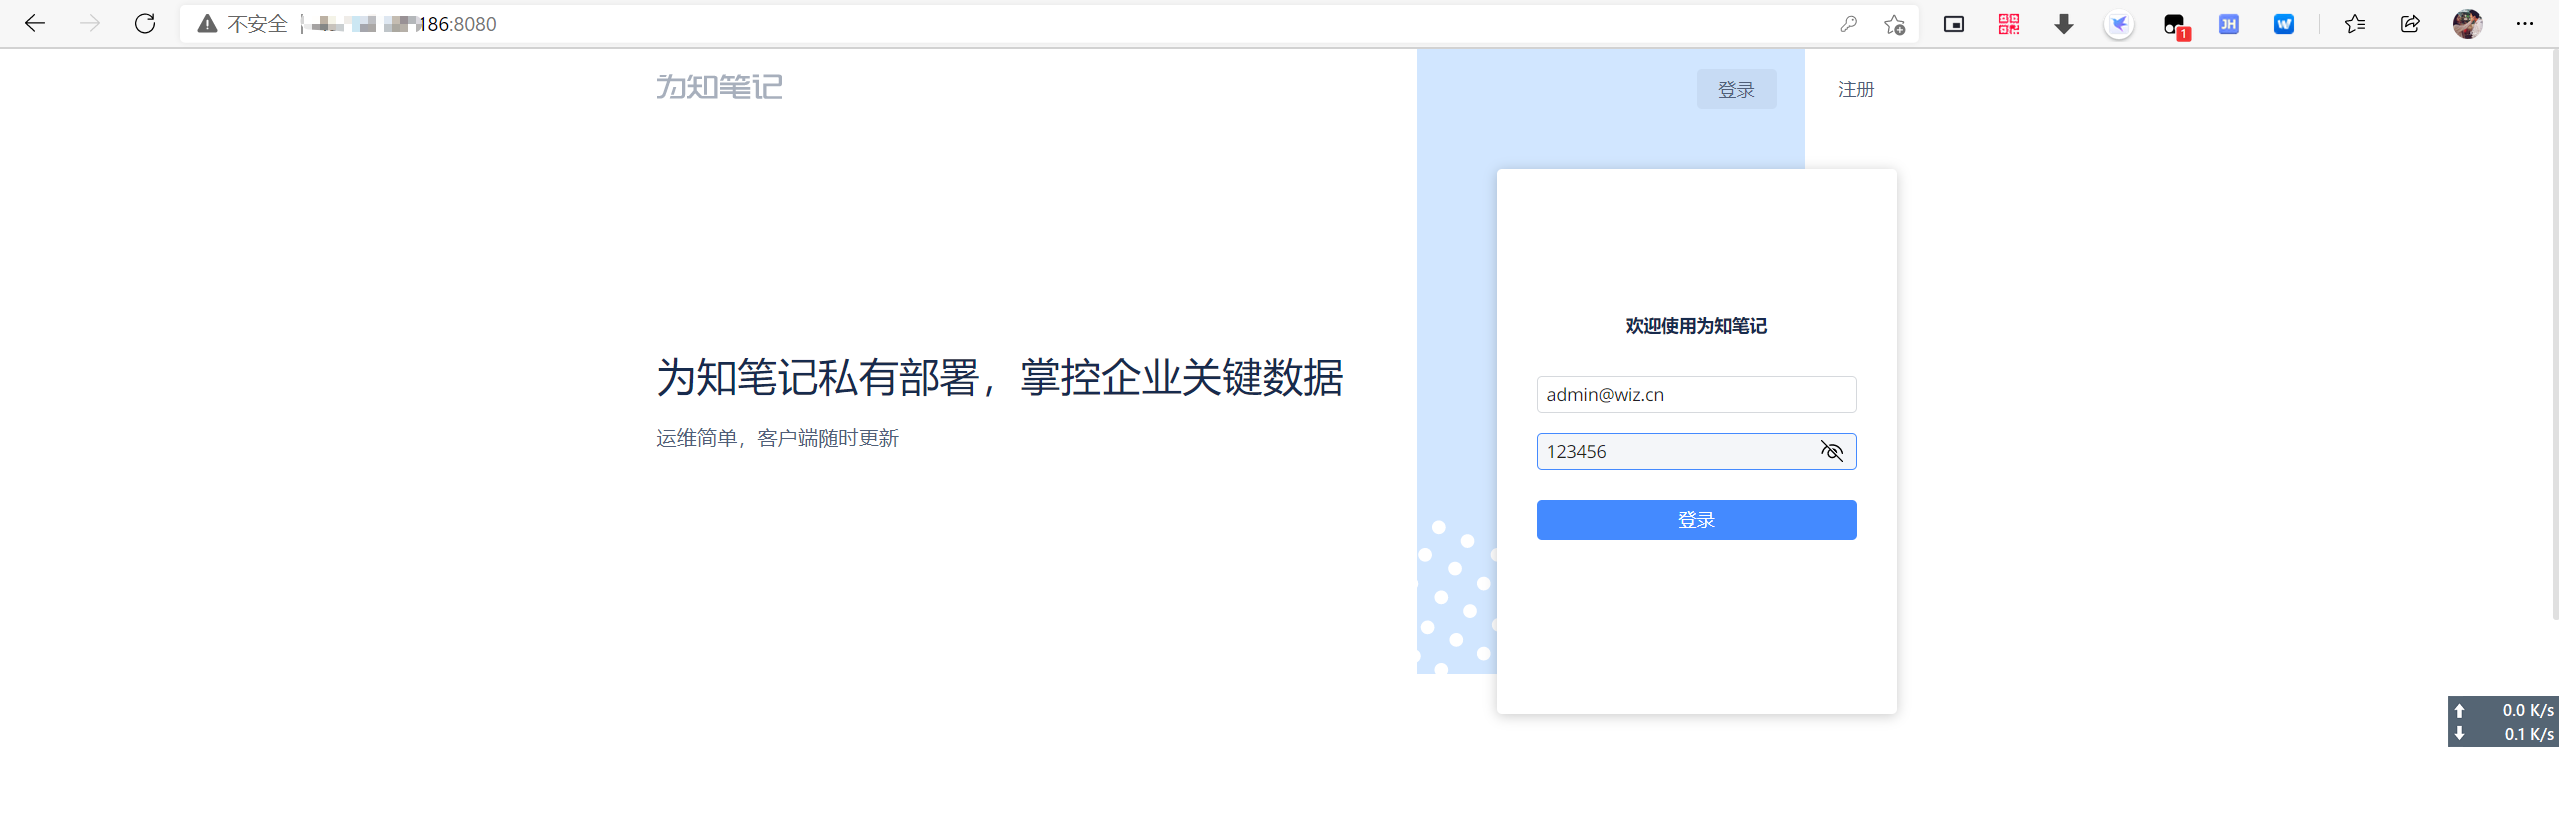 不安全
186:8080
1
JH
W
为知笔记
登录
注册
欢迎使用为知笔记
admin@wiz.cn
为知笔记私有部署，掌控企业关键数据
运维简单，客户端随时更新
123456
登录
0.0 K/s
0.1 K/s